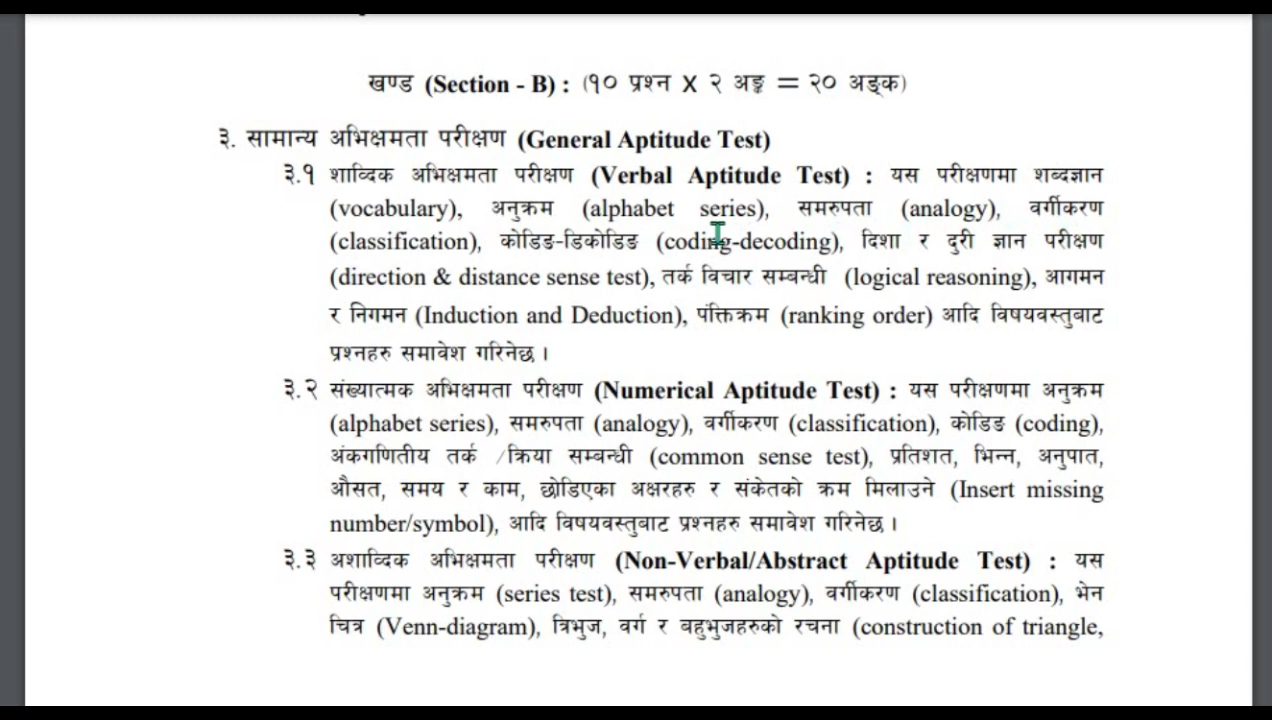 खण्ड (Section - B) : (१० प्रश्न X २ अङ्क = २० अङ्क)
३. सामान्य अभिक्षमता परीक्षण (General Aptitude Test)
३.१ शाब्दिक अभिक्षमता परीक्षण (Verbal Aptitude Test) : यस परीक्षणमा शब्दज्ञान
(vocabulary), अनुक्रम (alphabet series), समरुपता (analogy), वर्गीकरण
(classification), कोडिङ-डिकोडिङ (coding-decoding), दिशा र दुरी ज्ञान परीक्षण
(direction & distance sense test), तर्क विचार सम्बन्धी (logical reasoning), आगमन
र निगमन (Induction and Deduction), पंक्तिक्रम (ranking order) आदि विषयवस्तुबाट
प्रश्नहरु समावेश गरिनेछ ।
३.२ संख्यात्मक अभिक्षमता परीक्षण (Numerical Aptitude Test) : यस परीक्षणमा अनुक्रम
(alphabet series), समरुपता (analogy), वर्गीकरण (classification), कोडिङ (coding),
अंकगणितीय तर्क /क्रिया सम्बन्धी (common sense test), प्रतिशत, भिन्न, अनुपात,
औसत, समय र काम, छोडिएका अक्षरहरु र संकेतको क्रम मिलाउने (Insert missing
number/symbol), आदि विषयवस्तुबाट प्रश्नहरु समावेश गरिनेछ ।
३.३ अशाब्दिक अभिक्षमता परीक्षण (Non-Verbal/Abstract Aptitude Test) : यस
परीक्षणमा अनुक्रम (series test), समरुपता (analogy), वर्गीकरण (classification), भेन
चित्र (Venn-diagram), त्रिभुज, वर्ग र बहुभुजहरुको रचना (construction of triangle,